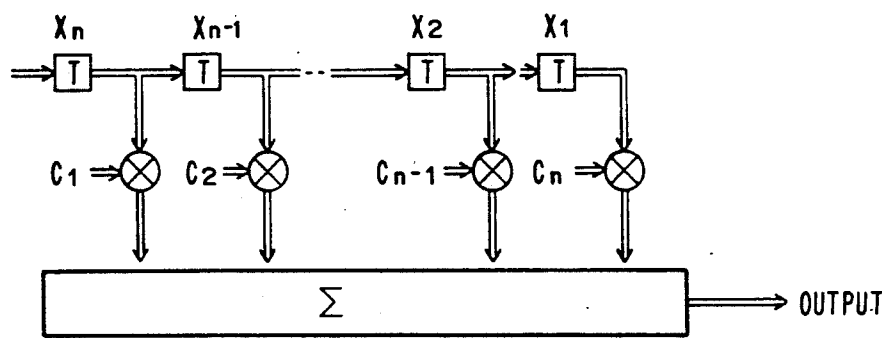 Xn Xn-1 X2 X1
T T -- T T
C1 C2 Cn-1 Cn
Σ
OUTPUT